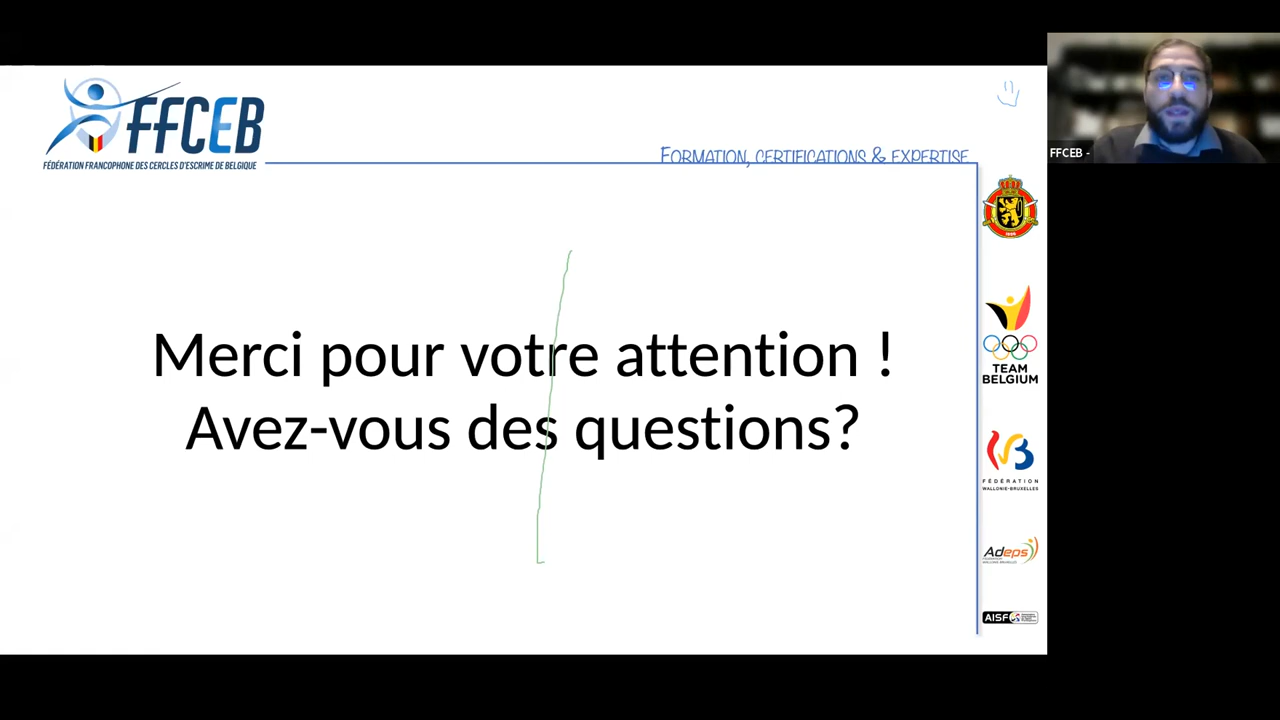 FFCEB
FÉDÉRATION FRANCOPHONE DES CERCLES D'ESCRIME DE BELGIQUE
FORMATION, CERTIFICATIONS & EXPERTISE
FFCEB -
Merci pour votre attention !
Avez-vous des questions?
TEAM
BELGIUM
FÉDÉRATION
WALLONIE-BRUXELLES
Adeps
AISF